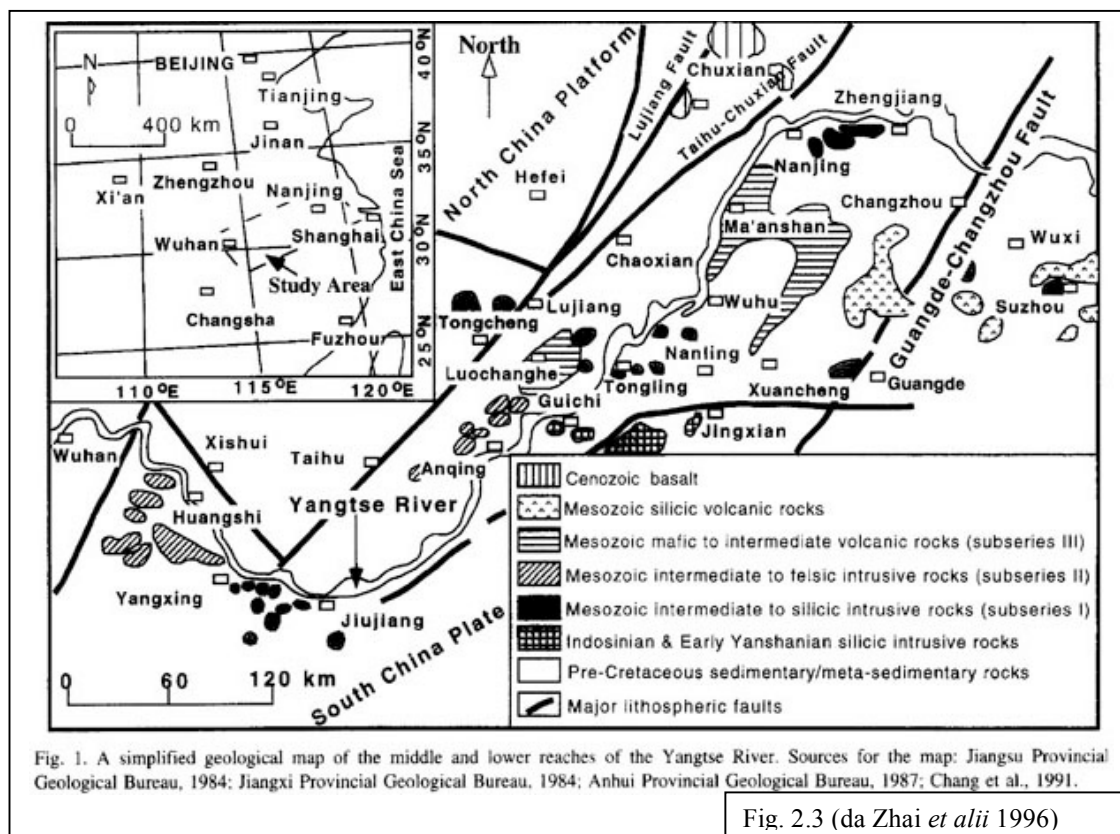 N
BEIJING
40°N
Tianjing
0 400 km
Jinan
35°N
Zhengzhou
Xi'an
Nanjing
Wuhan
Shanghai
30°N
East China Sea
Study Area
Changsha
Fuzhou
25°N
110°E 115°E 120°E
North
North China Platform
Lujiang Fault
Taihu-Chuxian Fault
Chuxian
Zhengjiang
Hefei
Nanjing
Changzhou
Guangde-Changzhou Fault
Ma'anshan
Wuxi
Chaoxian
Wuhu
Suzhou
Lujiang
Tongcheng
Nanling
Luochanghe
Tongling
Xuancheng
Guangde
Guichi
Jingxian
Wuhan
Xishui
Taihu
Anqing
Yangtse River
Huangshi
Yangxing
Jiujiang
South China Plate
0 60 120 km
Cenozoic basalt
Mesozoic silicic volcanic rocks
Mesozoic mafic to intermediate volcanic rocks (subseries III)
Mesozoic intermediate to felsic intrusive rocks (subseries II)
Mesozoic intermediate to silicic intrusive rocks (subseries I)
Indosinian & Early Yanshanian silicic intrusive rocks
Pre-Cretaceous sedimentary/meta-sedimentary rocks
Major lithospheric faults
Fig. 1. A simplified geological map of the middle and lower reaches of the Yangtse River. Sources for the map: Jiangsu Provincial
Geological Bureau, 1984; Jiangxi Provincial Geological Bureau, 1984; Anhui Provincial Geological Bureau, 1987; Chang et al., 1991.
Fig. 2.3 (da Zhai et alii 1996)